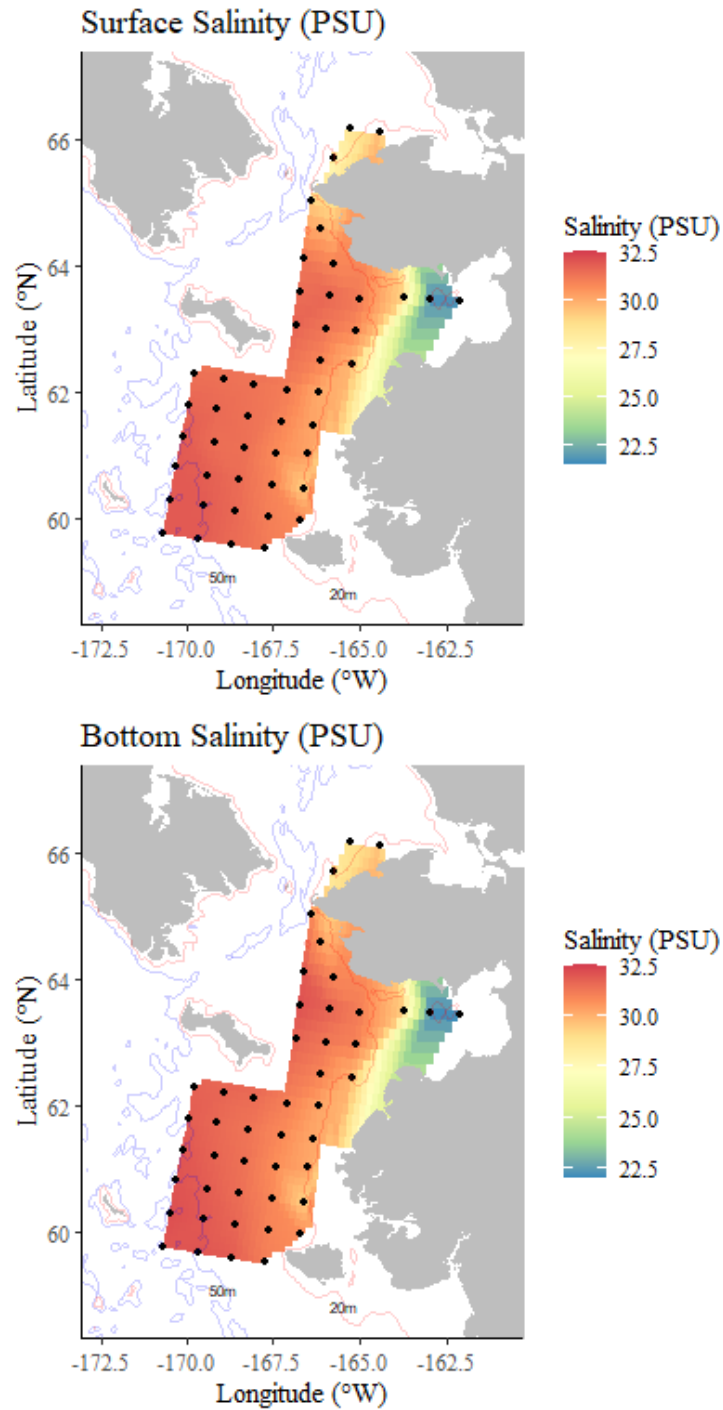 Surface Salinity (PSU)
66
64
62
60
Latitude (°N)
50m
20m
-172.5 -170.0 -167.5 -165.0 -162.5
Longitude (°W)
Salinity (PSU)
32.5
30.0
27.5
25.0
22.5
Bottom Salinity (PSU)
66
64
62
60
Latitude (°N)
50m
20m
-172.5 -170.0 -167.5 -165.0 -162.5
Longitude (°W)
Salinity (PSU)
32.5
30.0
27.5
25.0
22.5